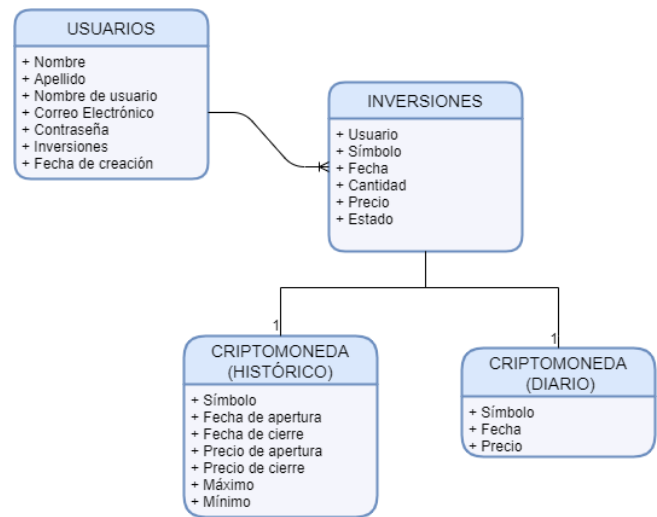 USUARIOS
+ Nombre
+ Apellido
+ Nombre de usuario
+ Correo Electrónico
+ Contraseña
+ Inversiones
+ Fecha de creación
INVERSIONES
+ Usuario
+ Símbolo
+ Fecha
+ Cantidad
+ Precio
+ Estado
1
CRIPTOMONEDA
(HISTÓRICO)
+ Símbolo
+ Fecha de apertura
+ Fecha de cierre
+ Precio de apertura
+ Precio de cierre
+ Máximo
+ Mínimo
1
CRIPTOMONEDA
(DIARIO)
+ Símbolo
+ Fecha
+ Precio